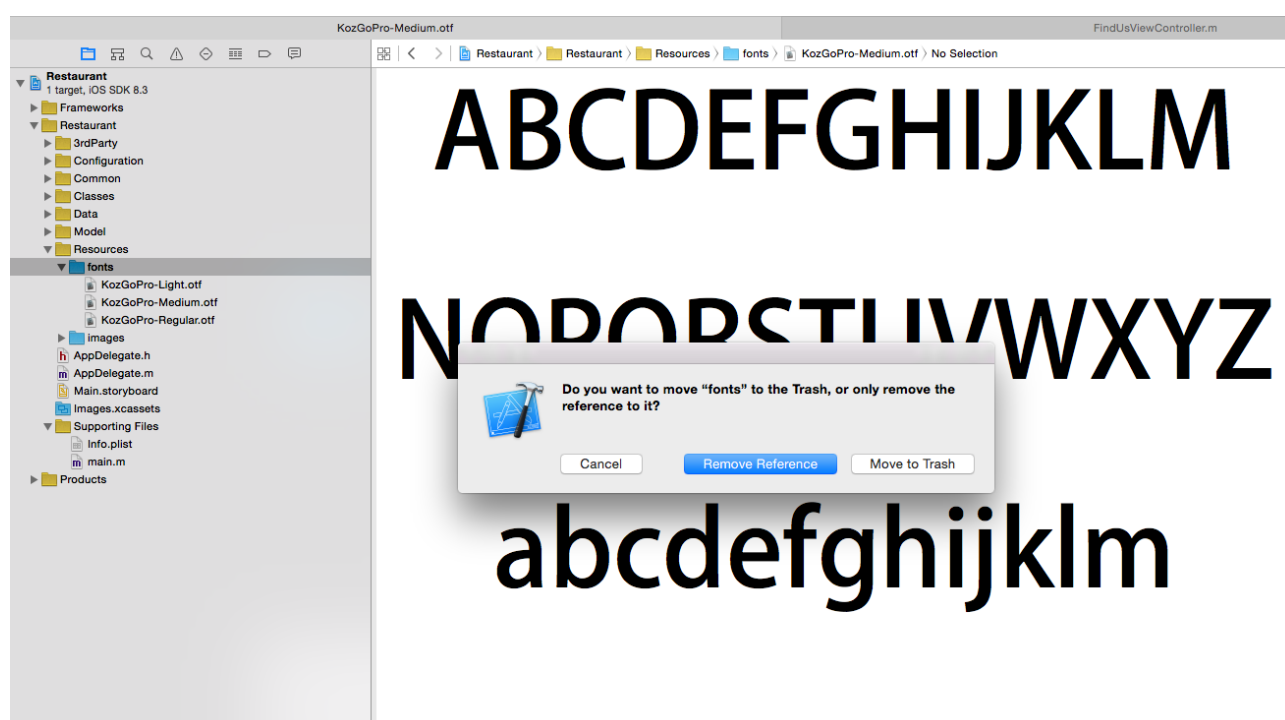 KozGoPro-Medium.otf
FindUsViewController.m
Restaurant 〉 Restaurant 〉 Resources 〉 fonts 〉 KozGoPro-Medium.otf 〉 No Selection
Restaurant
1 target, iOS SDK 8.3
Frameworks
Restaurant
3rdParty
Configuration
Common
Classes
Data
Model
Resources
fonts
KozGoPro-Light.otf
KozGoPro-Medium.otf
KozGoPro-Regular.otf
images
h AppDelegate.h
m AppDelegate.m
Main.storyboard
Images.xcassets
Supporting Files
Info.plist
m main.m
Products
ABCDEFGHIJKLM
NOPQRSTUVWXYZ
Do you want to move “fonts” to the Trash, or only remove the
reference to it?
Cancel
Remove Reference
Move to Trash
abcdefghijklm